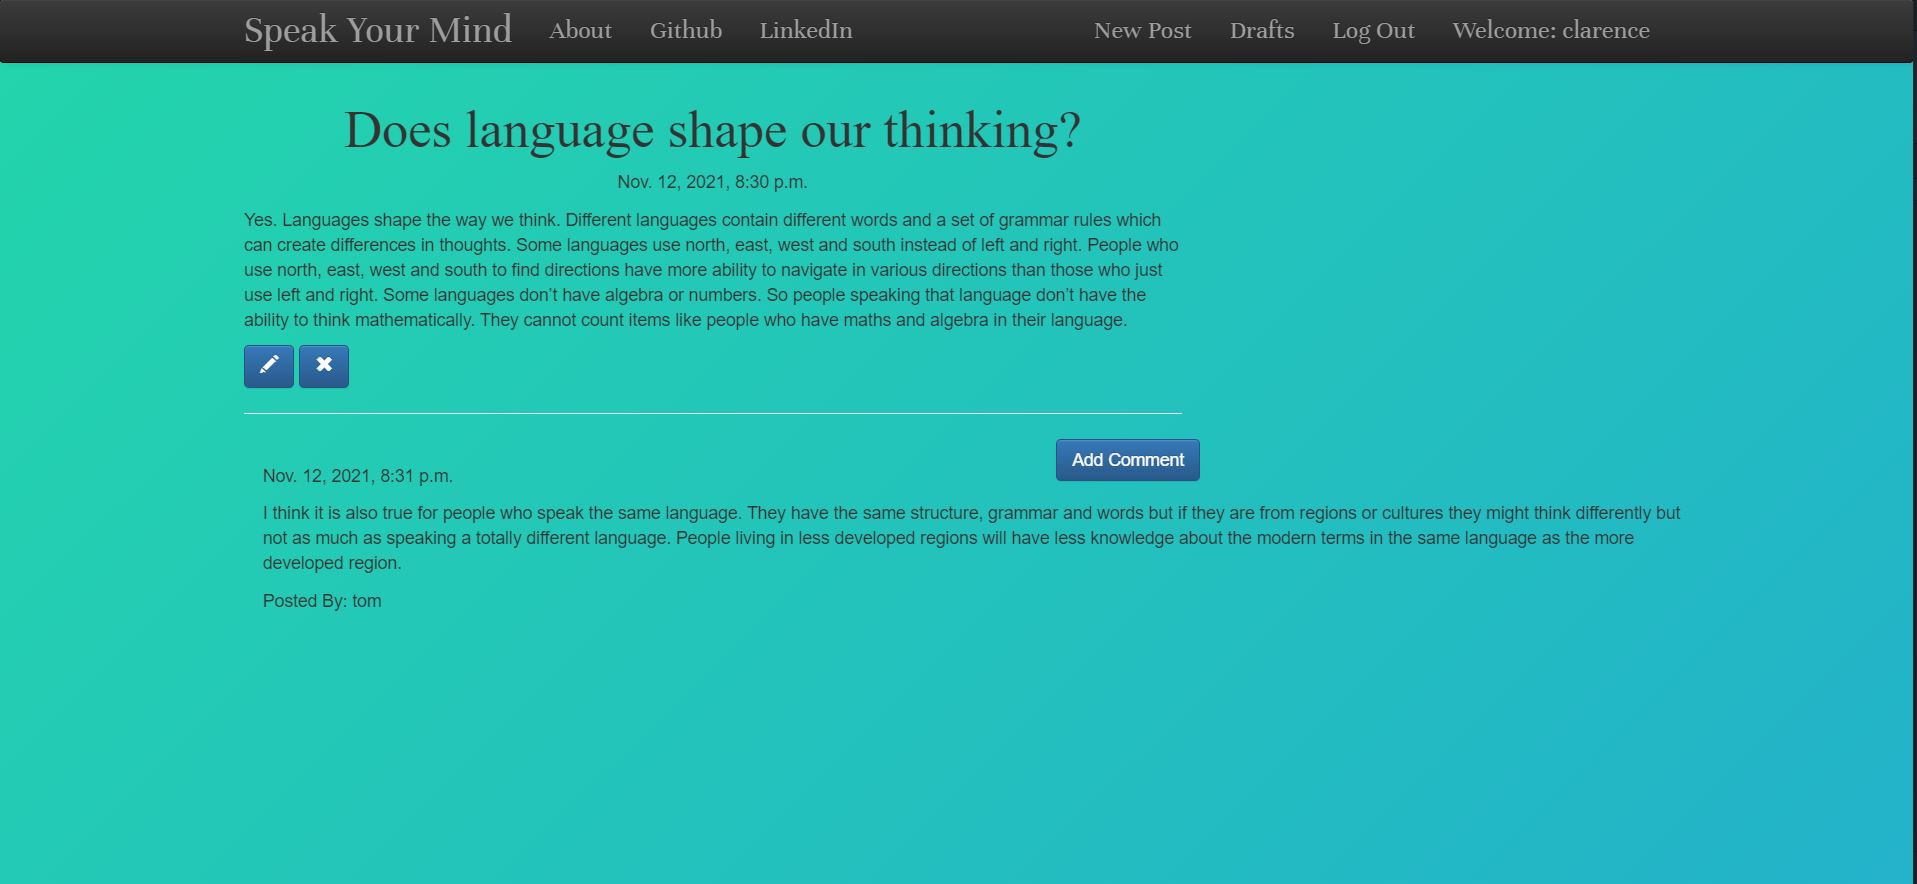 Speak Your Mind About Github LinkedIn New Post Drafts Log Out Welcome: clarence
Does language shape our thinking?
Nov. 12, 2021, 8:30 p.m.
Yes. Languages shape the way we think. Different languages contain different words and a set of grammar rules which
can create differences in thoughts. Some languages use north, east, west and south instead of left and right. People who
use north, east, west and south to find directions have more ability to navigate in various directions than those who just
use left and right. Some languages don’t have algebra or numbers. So people speaking that language don’t have the
ability to think mathematically. They cannot count items like people who have maths and algebra in their language.
Add Comment
Nov. 12, 2021, 8:31 p.m.
I think it is also true for people who speak the same language. They have the same structure, grammar and words but if they are from regions or cultures they might think differently but
not as much as speaking a totally different language. People living in less developed regions will have less knowledge about the modern terms in the same language as the more
developed region.
Posted By: tom